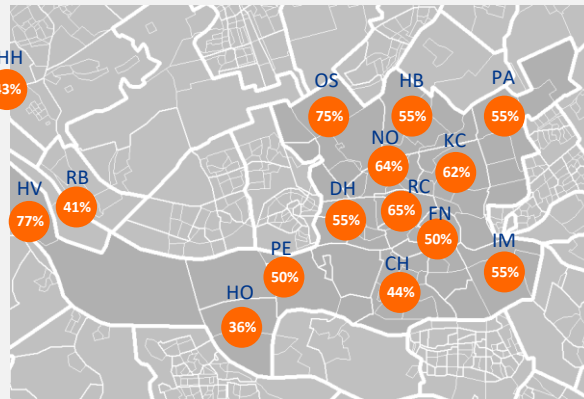 HH
43%
OS
75%
HB
55%
PA
55%
NO
64%
KC
62%
RB
41%
HV
77%
DH
55%
RC
65%
FN
50%
PE
50%
IM
55%
CH
44%
HO
36%